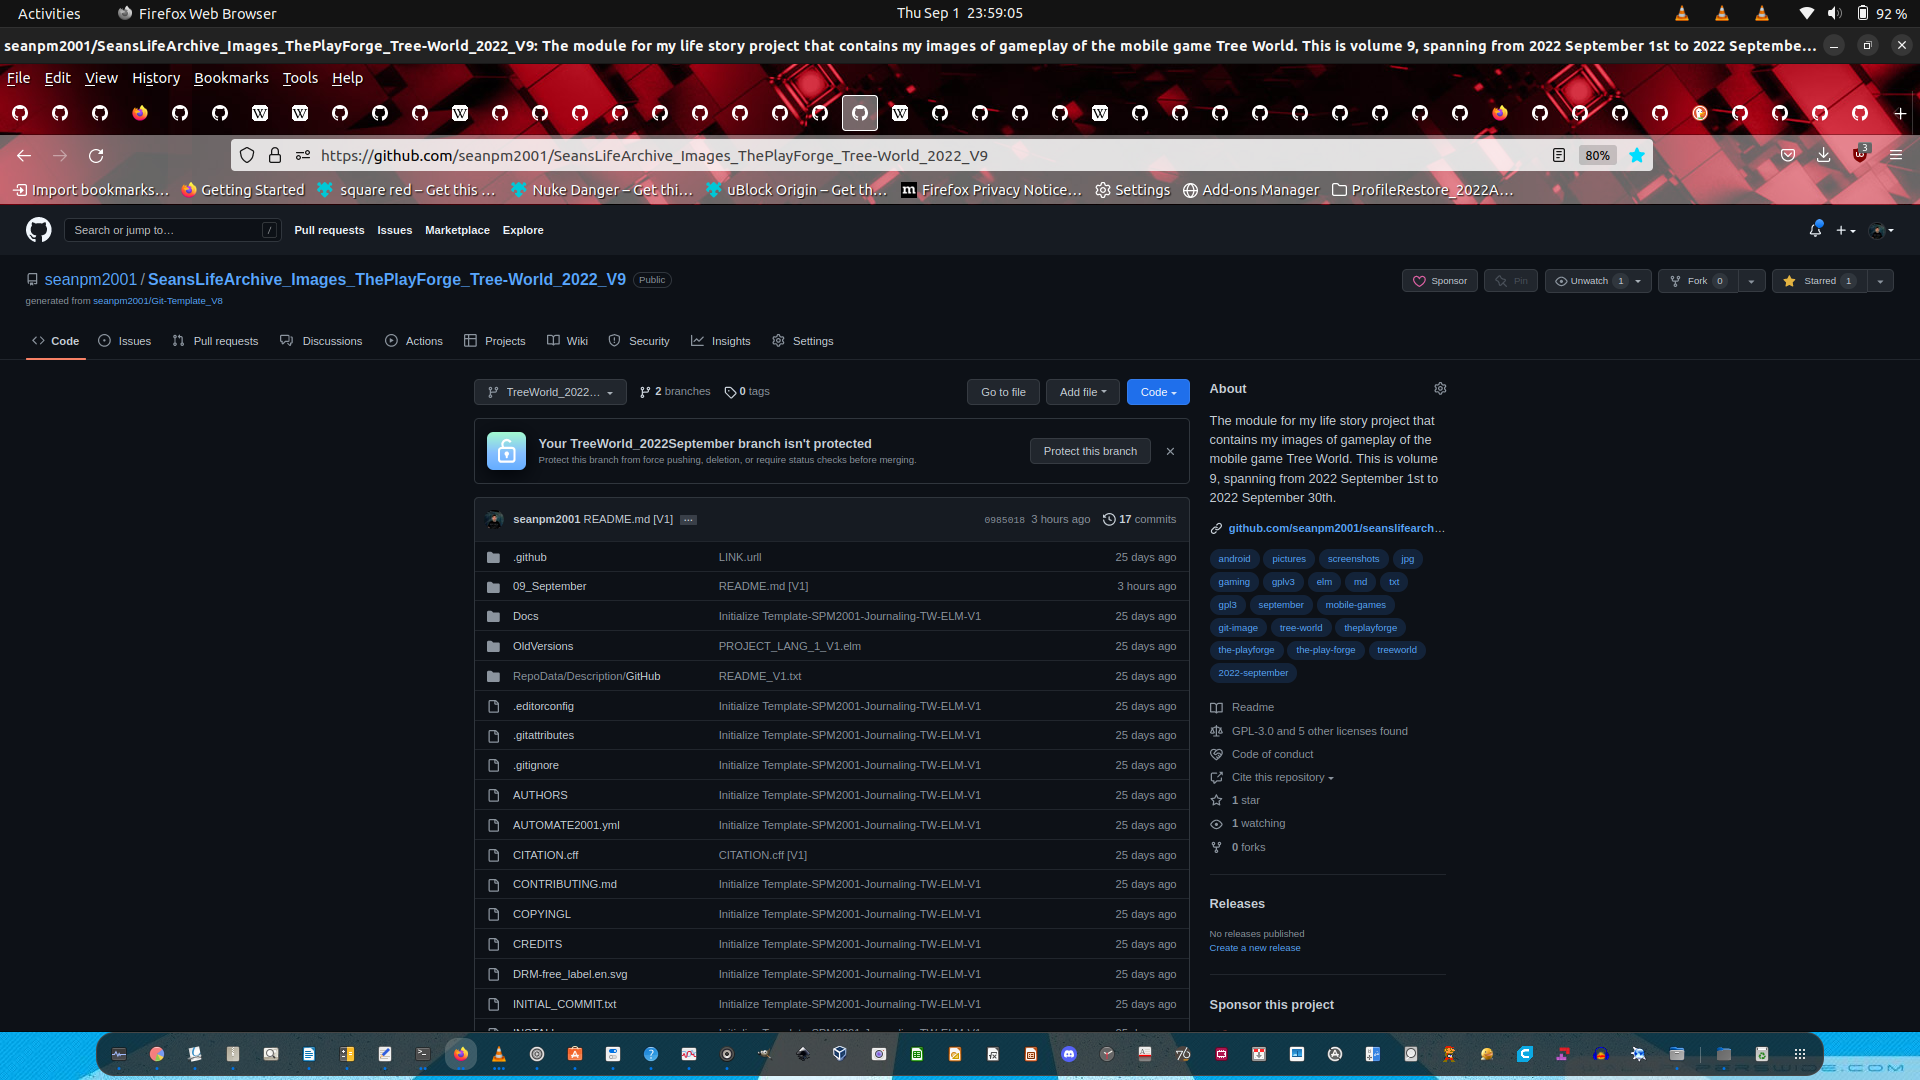 Activities
Firefox Web Browser
Thu Sep 1 23:59:05
92 %
seanpm2001/SeansLifeArchive_Images_ThePlayForge_Tree-World_2022_V9: The module for my life story project that contains my images of gameplay of the mobile game Tree World. This is volume 9, spanning from 2022 September 1st to 2022 Septembe…
File Edit View History Bookmarks Tools Help
https://github.com/seanpm2001/SeansLifeArchive_Images_ThePlayForge_Tree-World_2022_V9
80%
3
Import bookmarks…
Getting Started
square red – Get this …
Nuke Danger – Get thi…
uBlock Origin – Get th…
Firefox Privacy Notice…
Settings
Add-ons Manager
ProfileRestore_2022A…
Search or jump to…
/
Pull requests Issues Marketplace Explore
seanpm2001 / SeansLifeArchive_Images_ThePlayForge_Tree-World_2022_V9 Public
generated from seanpm2001/Git-Template_V8
Sponsor
Pin
Unwatch 1
Fork 0
Starred 1
Code
Issues
Pull requests
Discussions
Actions
Projects
Wiki
Security
Insights
Settings
TreeWorld_2022…
2 branches
0 tags
Go to file
Add file
Code
Your TreeWorld_2022September branch isn't protected
Protect this branch from force pushing, deletion, or require status checks before merging.
Protect this branch
seanpm2001 README.md [V1] …
0985018 3 hours ago
17 commits
.github LINK.urll 25 days ago
09_September README.md [V1] 3 hours ago
Docs Initialize Template-SPM2001-Journaling-TW-ELM-V1 25 days ago
OldVersions PROJECT_LANG_1_V1.elm 25 days ago
RepoData/Description/GitHub README_V1.txt 25 days ago
.editorconfig Initialize Template-SPM2001-Journaling-TW-ELM-V1 25 days ago
.gitattributes Initialize Template-SPM2001-Journaling-TW-ELM-V1 25 days ago
.gitignore Initialize Template-SPM2001-Journaling-TW-ELM-V1 25 days ago
AUTHORS Initialize Template-SPM2001-Journaling-TW-ELM-V1 25 days ago
AUTOMATE2001.yml Initialize Template-SPM2001-Journaling-TW-ELM-V1 25 days ago
CITATION.cff CITATION.cff [V1] 25 days ago
CONTRIBUTING.md Initialize Template-SPM2001-Journaling-TW-ELM-V1 25 days ago
COPYINGL Initialize Template-SPM2001-Journaling-TW-ELM-V1 25 days ago
CREDITS Initialize Template-SPM2001-Journaling-TW-ELM-V1 25 days ago
DRM-free_label.en.svg Initialize Template-SPM2001-Journaling-TW-ELM-V1 25 days ago
INITIAL_COMMIT.txt Initialize Template-SPM2001-Journaling-TW-ELM-V1 25 days ago
About
The module for my life story project that
contains my images of gameplay of the
mobile game Tree World. This is volume
9, spanning from 2022 September 1st to
2022 September 30th.
github.com/seanpm2001/seanslifearch…
android pictures screenshots jpg
gaming gplv3 elm md txt
gpl3 september mobile-games
git-image tree-world theplayforge
the-playforge the-play-forge treeworld
2022-september
Readme
GPL-3.0 and 5 other licenses found
Code of conduct
Cite this repository
1 star
1 watching
0 forks
Releases
No releases published
Create a new release
Sponsor this project